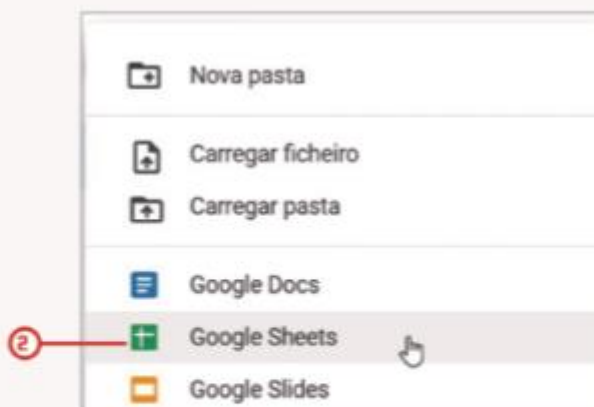 Nova pasta
Carregar ficheiro
Carregar pasta
Google Docs
2 Google Sheets
Google Slides